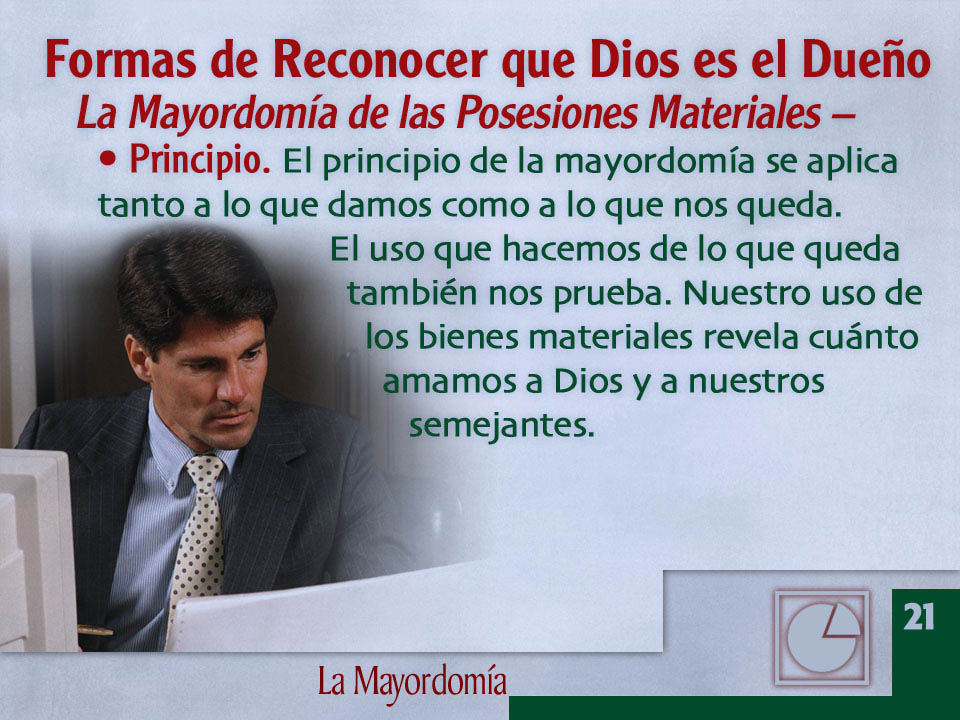 Formas de Reconocer que Dios es el Dueño
La Mayordomía de las Posesiones Materiales –
• Principio. El principio de la mayordomía se aplica
tanto a lo que damos como a lo que nos queda.
El uso que hacemos de lo que queda
también nos prueba. Nuestro uso de
los bienes materiales revela cuánto
amamos a Dios y a nuestros
semejantes.
21
La Mayordomía